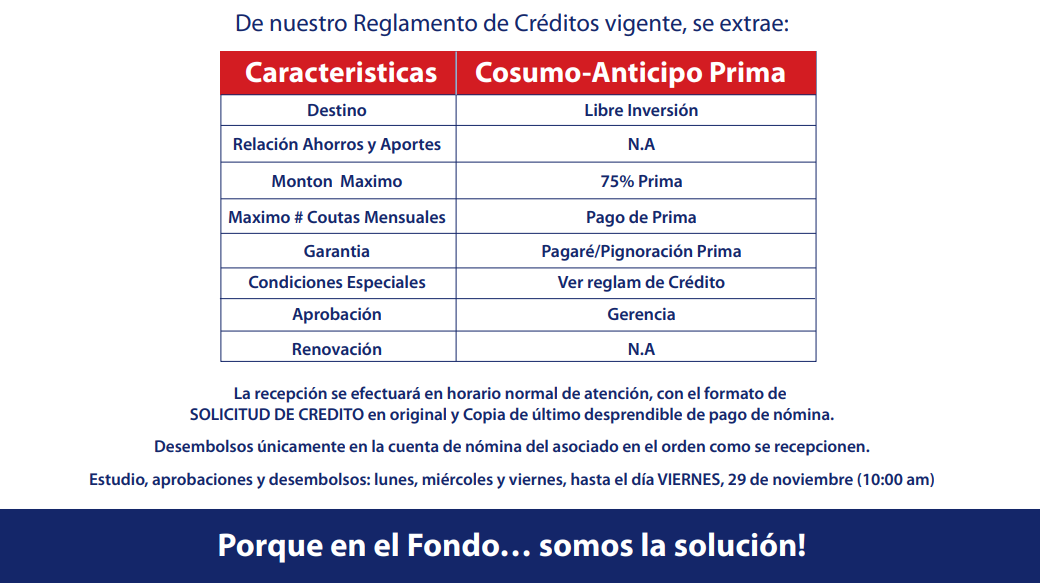 De nuestro Reglamento de Créditos vigente, se extrae:
Caracteristicas Cosumo-Anticipo Prima
Destino Libre Inversión
Relación Ahorros y Aportes N.A
Monton Maximo 75% Prima
Maximo # Coutas Mensuales Pago de Prima
Garantia Pagaré/Pignoración Prima
Condiciones Especiales Ver reglam de Crédito
Aprobación Gerencia
Renovación N.A
La recepción se efectuará en horario normal de atención, con el formato de
SOLICITUD DE CREDITO en original y Copia de último desprendible de pago de nómina.
Desembolsos únicamente en la cuenta de nómina del asociado en el orden como se recepcionen.
Estudio, aprobaciones y desembolsos: lunes, miércoles y viernes, hasta el día VIERNES, 29 de noviembre (10:00 am)
Porque en el Fondo... somos la solución!